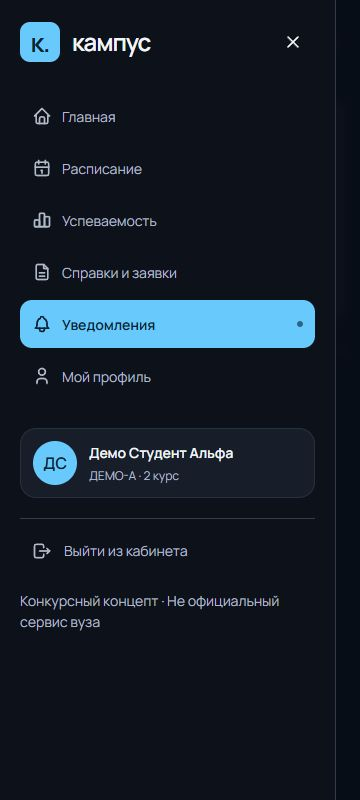 К.
кампус
Главная
Расписание
Успеваемость
Справки и заявки
Уведомления
Мой профиль
ДС
Демо Студент Альфа
ДЕМО-А · 2 курс
Выйти из кабинета
Конкурсный концепт · Не официальный
сервис вуза